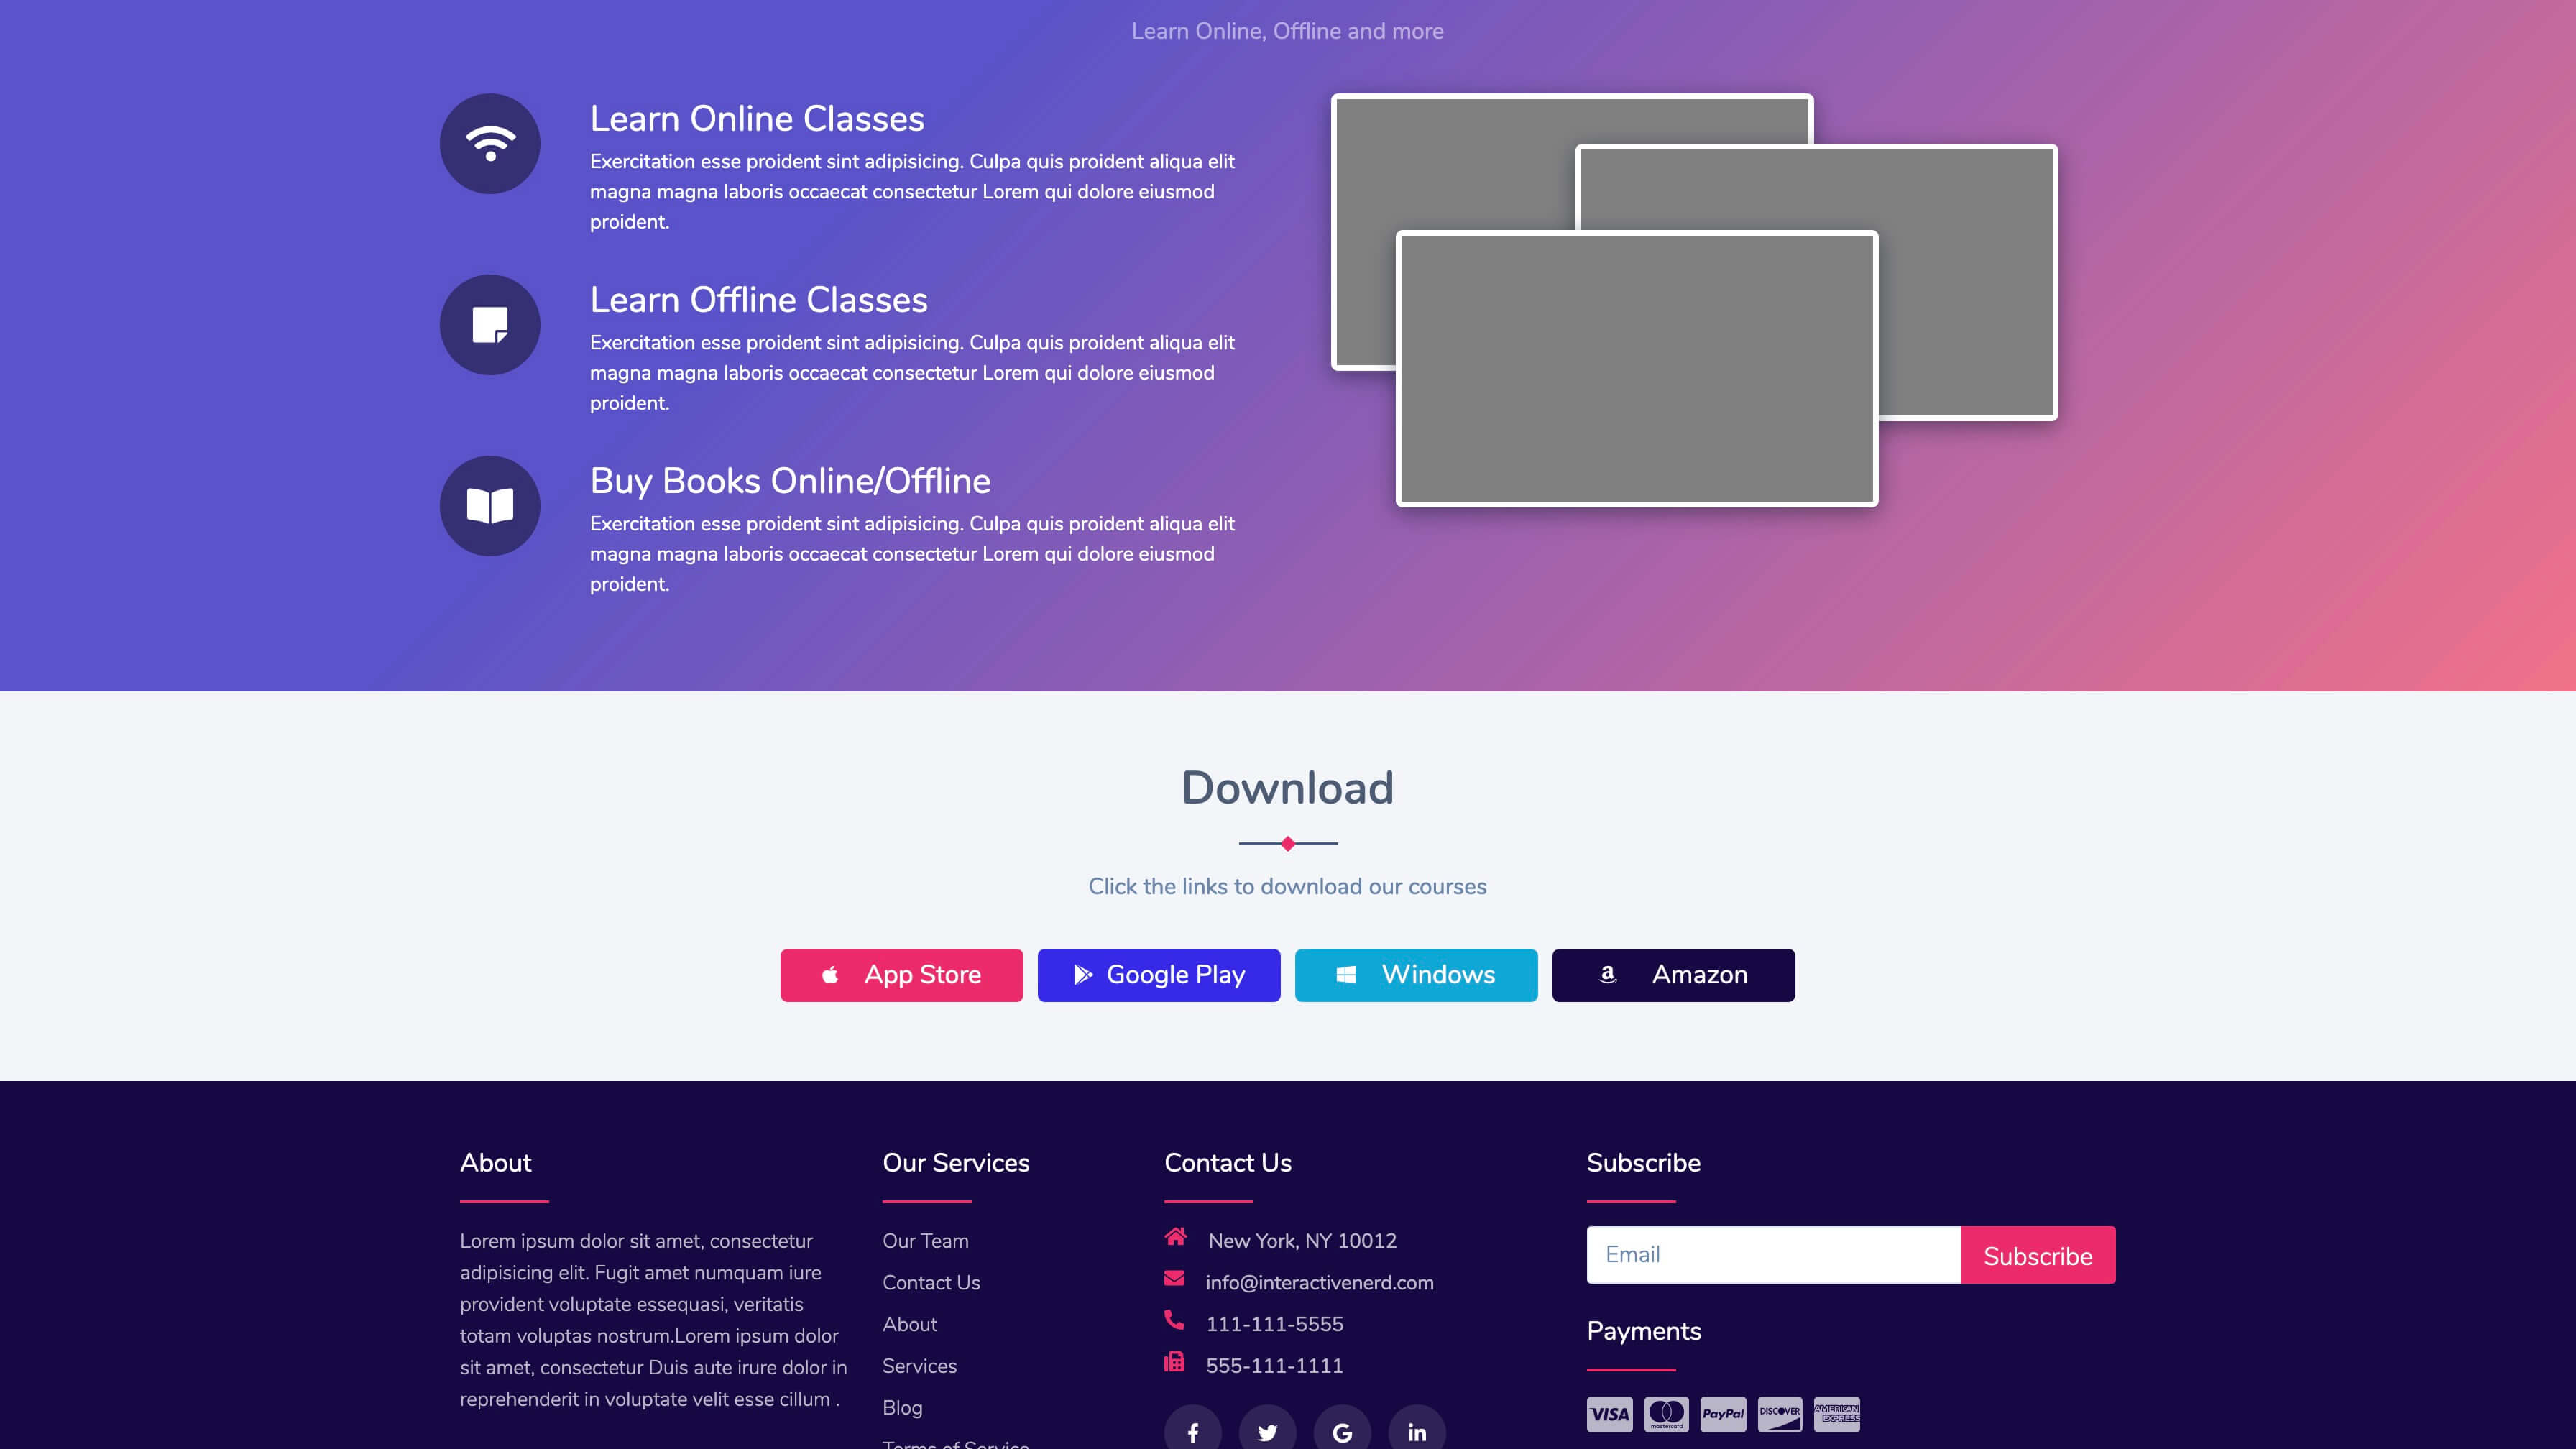 Learn Online, Offline and more
Learn Online Classes
Exercitation esse proident sint adipisicing. Culpa quis proident aliqua elit
magna magna laboris occaecat consectetur Lorem qui dolore eiusmod
proident.
Learn Offline Classes
Exercitation esse proident sint adipisicing. Culpa quis proident aliqua elit
magna magna laboris occaecat consectetur Lorem qui dolore eiusmod
proident.
Buy Books Online/Offline
Exercitation esse proident sint adipisicing. Culpa quis proident aliqua elit
magna magna laboris occaecat consectetur Lorem qui dolore eiusmod
proident.
Download
Click the links to download our courses
App Store
Google Play
Windows
Amazon
About
Lorem ipsum dolor sit amet, consectetur
adipisicing elit. Fugit amet numquam iure
provident voluptate essequasi, veritatis
totam voluptas nostrum.Lorem ipsum dolor
sit amet, consectetur Duis aute irure dolor in
reprehenderit in voluptate velit esse cillum .
Our Services
Our Team
Contact Us
About
Services
Blog
Terms of Service
Contact Us
New York, NY 10012
info@interactivenerd.com
111-111-5555
555-111-1111
Subscribe
Email
Subscribe
Payments
VISA
mastercard
PayPal
DISCOVER
AMERICAN
EXPRESS